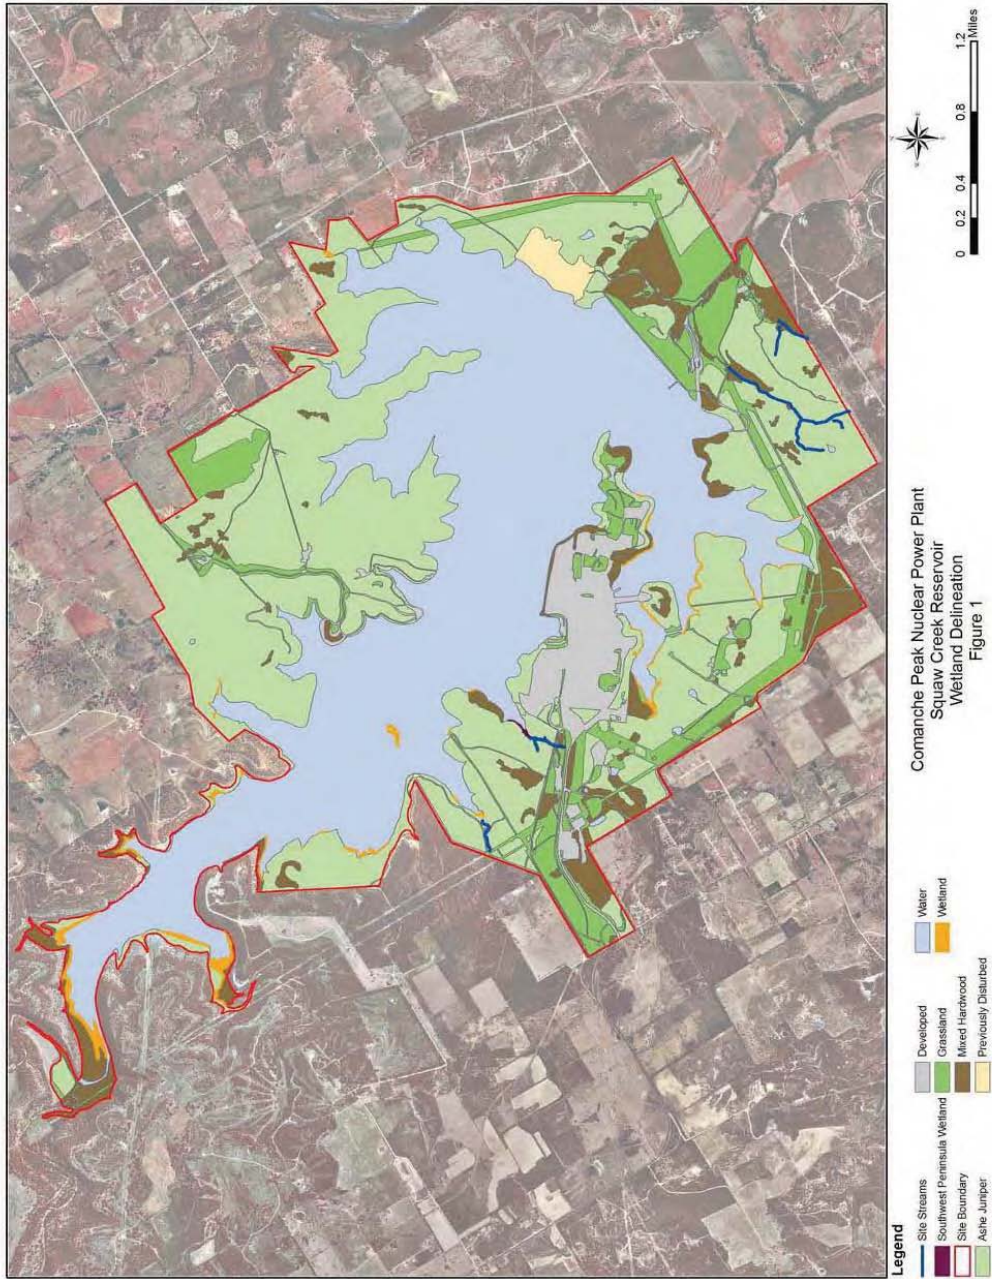 Comanche Peak Nuclear Power Plant
Squaw Creek Reservoir
Wetland Delineation
Figure 1
0 0.2 0.4 0.8 1.2
Miles
Legend
Site Streams
Southwest Peninsula Wetland
Site Boundary
Ashe Juniper
Developed
Grassland
Mixed Hardwood
Previously Disturbed
Water
Wetland